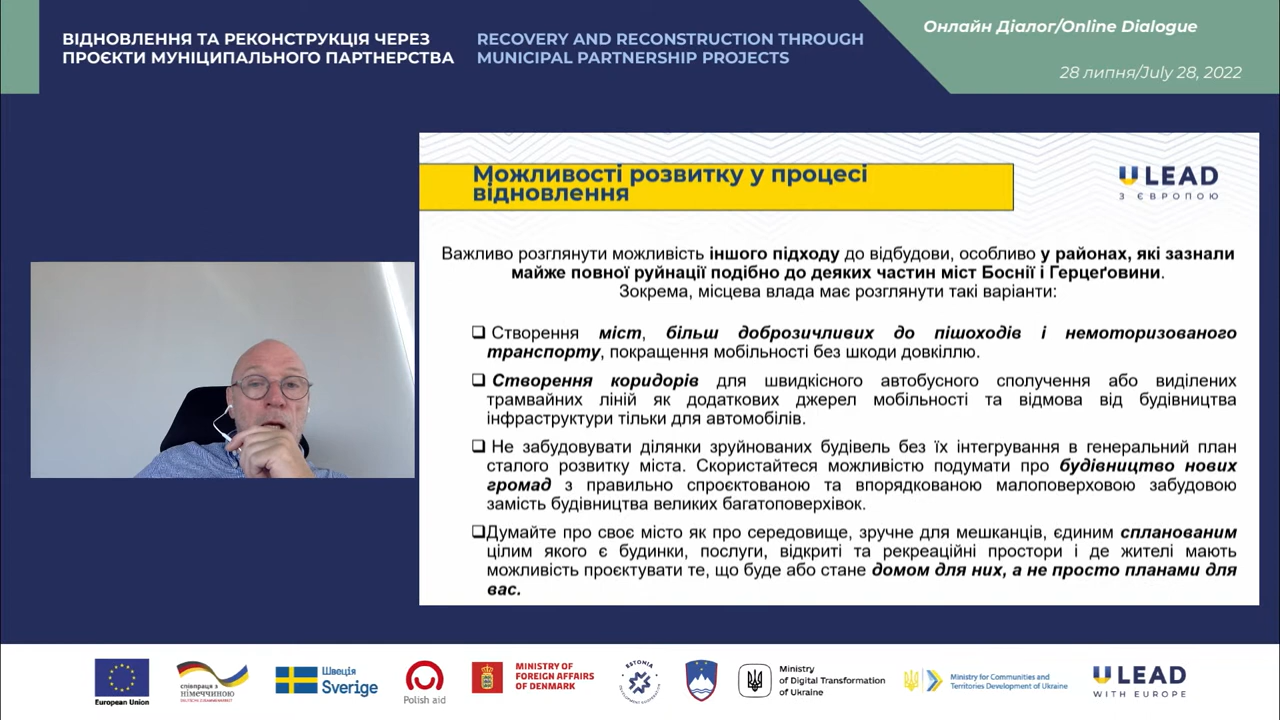 ВІДНОВЛЕННЯ ТА РЕКОНСТРУКЦІЯ ЧЕРЕЗ
ПРОЄКТИ МУНІЦИПАЛЬНОГО ПАРТНЕРСТВА
RECOVERY AND RECONSTRUCTION THROUGH
MUNICIPAL PARTNERSHIP PROJECTS
Онлайн Діалог/Online Dialogue
28 липня/July 28, 2022
Можливості розвитку у процесі
відновлення
U LEAD
З ЄВРОПОЮ
Важливо розглянути можливість іншого підходу до відбудови, особливо у районах, які зазнали
майже повної руйнації подібно до деяких частин міст Боснії і Герцеґовини.
Зокрема, місцева влада має розглянути такі варіанти:
❑ Створення міст, більш доброзичливих до пішоходів і немоторизованого
транспорту, покращення мобільності без шкоди довкіллю.
❑ Створення коридорів для швидкісного автобусного сполучення або виділених
трамвайних ліній як додаткових джерел мобільності та відмова від будівництва
інфраструктури тільки для автомобілів.
❑ Не забудовувати ділянки зруйнованих будівель без їх інтегрування в генеральний план
сталого розвитку міста. Скористайтеся можливістю подумати про будівництво нових
громад з правильно спроєктованою та впорядкованою малоповерховою забудовою
замість будівництва великих багатоповерхівок.
❑Думайте про своє місто як про середовище, зручне для мешканців, єдиним спланованим
цілим якого є будинки, послуги, відкриті та рекреаційні простори і де жителі мають
можливість проєктувати те, що буде або стане домом для них, а не просто планами для
вас.
European Union
співпраця з
НІМЕЧЧИНОЮ
Швеція
Sverige
Polish aid
MINISTRY OF
FOREIGN AFFAIRS
OF DENMARK
ESTONIA
Ministry
of Digital Transformation
of Ukraine
Ministry for Communities and
Territories Development of Ukraine
U LEAD
WITH EUROPE